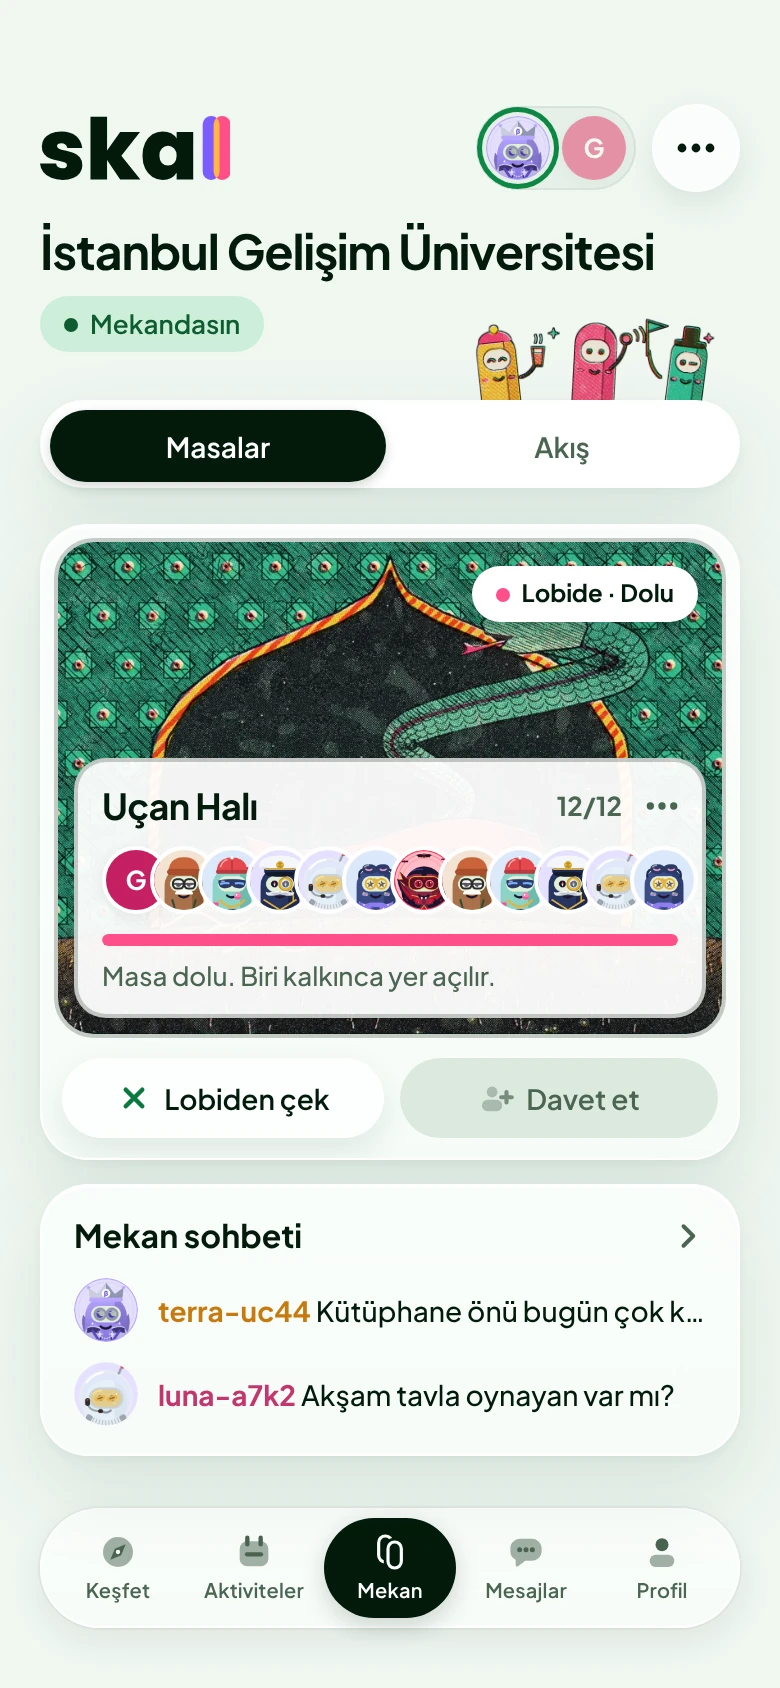 skall
G
İstanbul Gelişim Üniversitesi
Mekandasın
Masalar
Akış
Lobide · Dolu
Uçan Halı
12/12
G
Masa dolu. Biri kalkınca yer açılır.
Lobiden çek
Davet et
Mekan sohbeti
terra-uc44 Kütüphane önü bugün çok k...
luna-a7k2 Akşam tavla oynayan var mı?
Keşfet
Aktiviteler
Mekan
Mesajlar
Profil